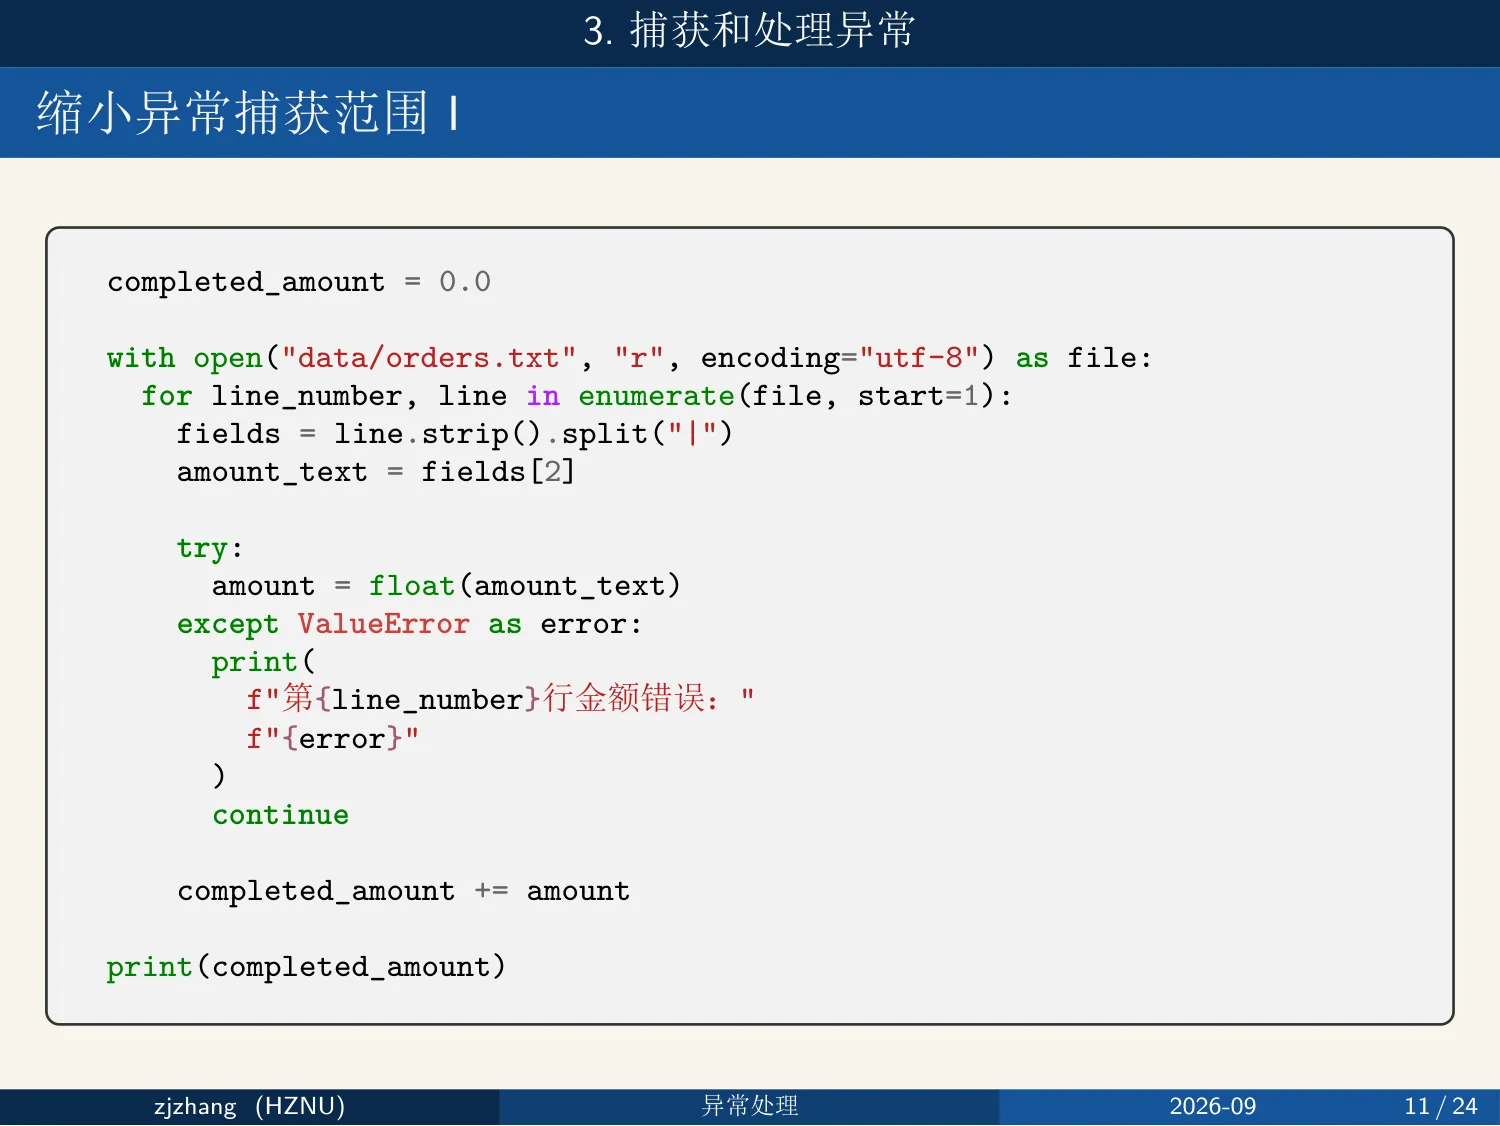 3. 捕获和处理异常
缩小异常捕获范围 I
completed_amount = 0.0
with open("data/orders.txt", "r", encoding="utf-8") as file:
for line_number, line in enumerate(file, start=1):
fields = line.strip().split("|")
amount_text = fields[2]
try:
amount = float(amount_text)
except ValueError as error:
print(
f"第{line_number}行金额错误："
f"{error}"
)
continue
completed_amount += amount
print(completed_amount)
zjzhang (HZNU) 异常处理 2026-09 11 / 24